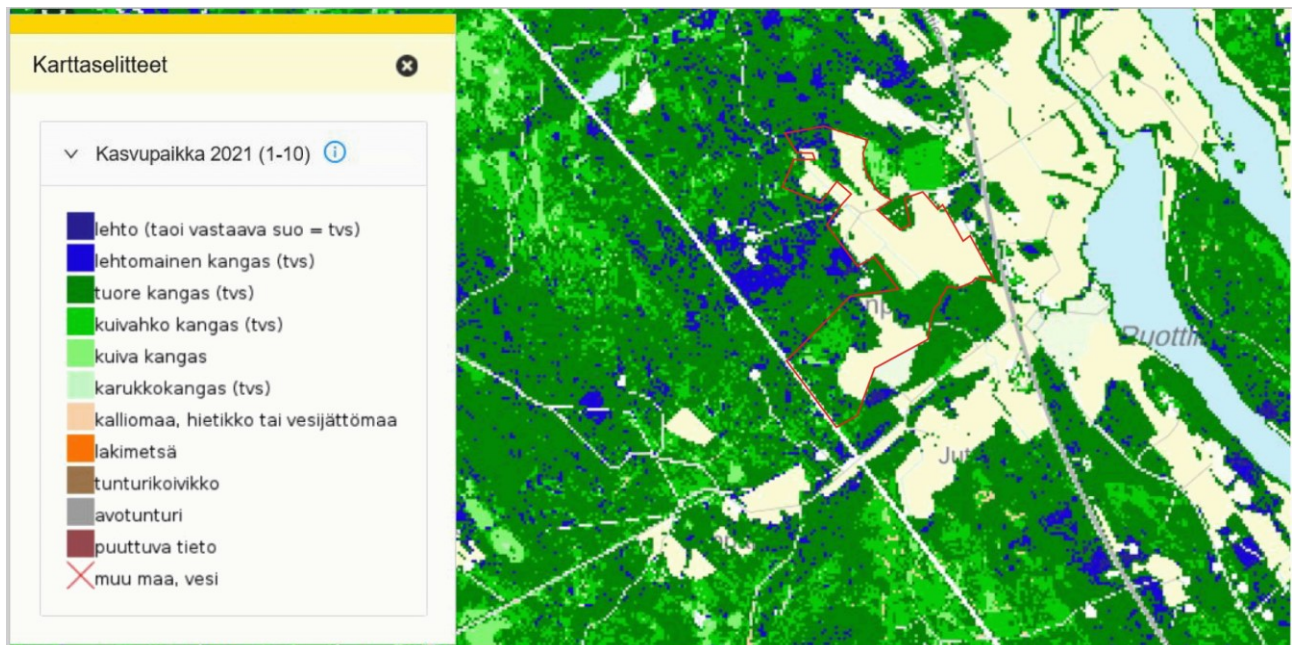 Karttaselitteet
Kasvupaikka 2021 (1-10)
lehto (taoi vastaava suo = tvs)
lehtomainen kangas (tvs)
tuore kangas (tvs)
kuivahko kangas (tvs)
kuiva kangas
karukkokangas (tvs)
kalliomaa, hietikko tai vesijättömaa
lakimetsä
tunturikoivikko
avotunturi
puuttuva tieto
muu maa, vesi